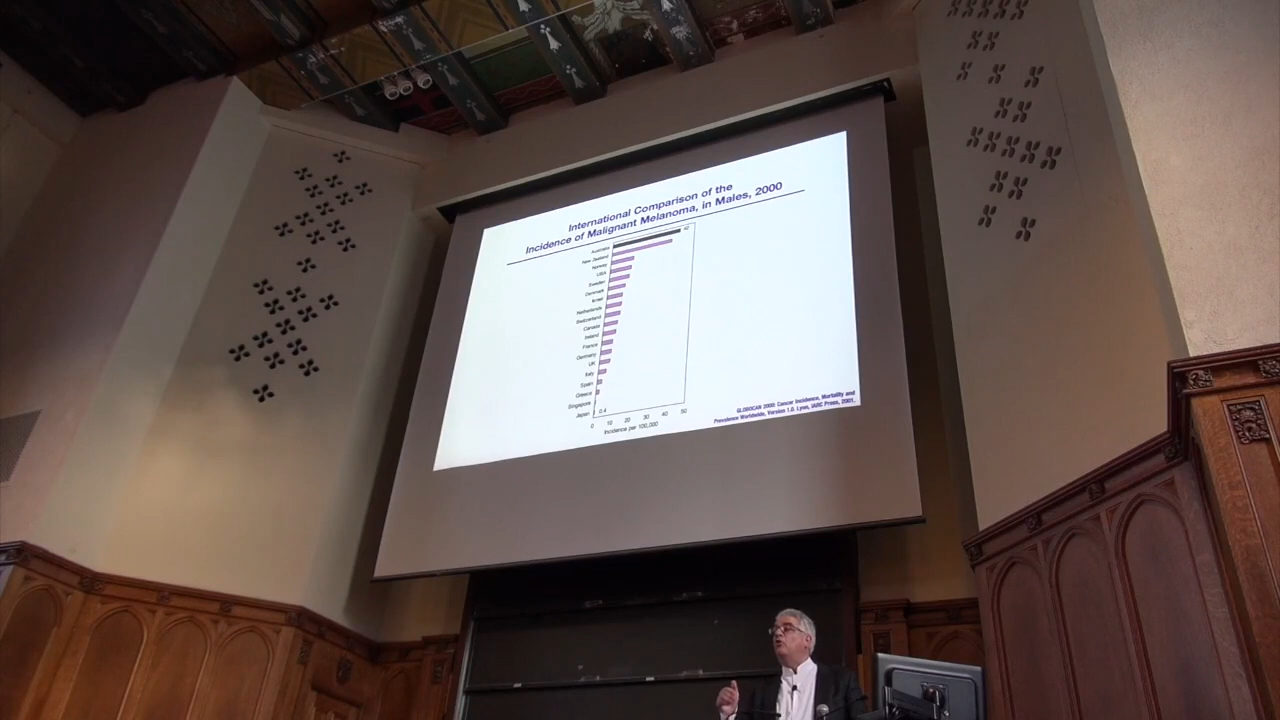 International Comparison of the
Incidence of Malignant Melanoma, in Males, 2000
Australia 42
New Zealand
Norway
USA
Sweden
Denmark
Israel
Netherlands
Switzerland
Canada
Ireland
France
Germany
UK
Italy
Spain
Greece
Singapore
Japan 0.4
0 10 20 30 40 50
Incidence per 100,000
GLOBOCAN 2000: Cancer Incidence, Mortality and
Prevalence Worldwide, Version 1.0. Lyon, IARC Press, 2001.